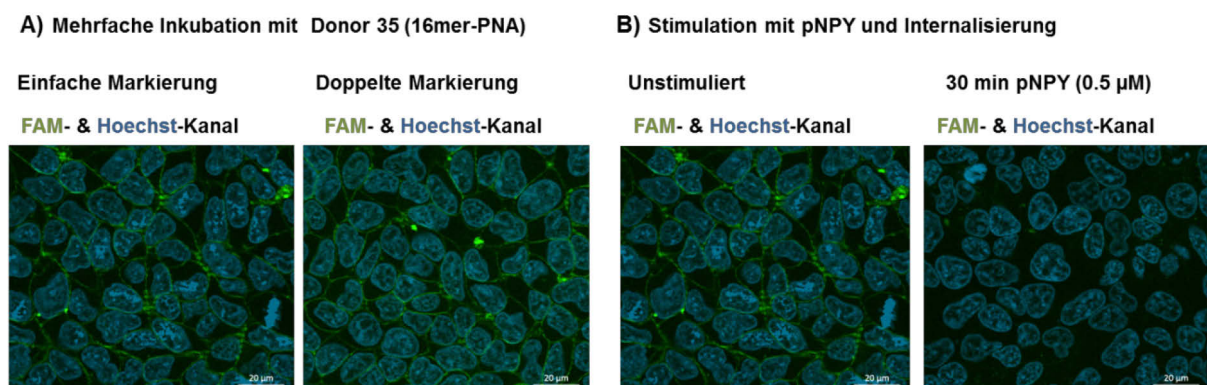 A) Mehrfache Inkubation mit Donor 35 (16mer-PNA)
Einfache Markierung
Doppelte Markierung
FAM- & Hoechst-Kanal
FAM- & Hoechst-Kanal
20 µm
20 µm
B) Stimulation mit pNPY und Internalisierung
Unstimuliert
30 min pNPY (0.5 µM)
FAM- & Hoechst-Kanal
FAM- & Hoechst-Kanal
20 µm
20 µm